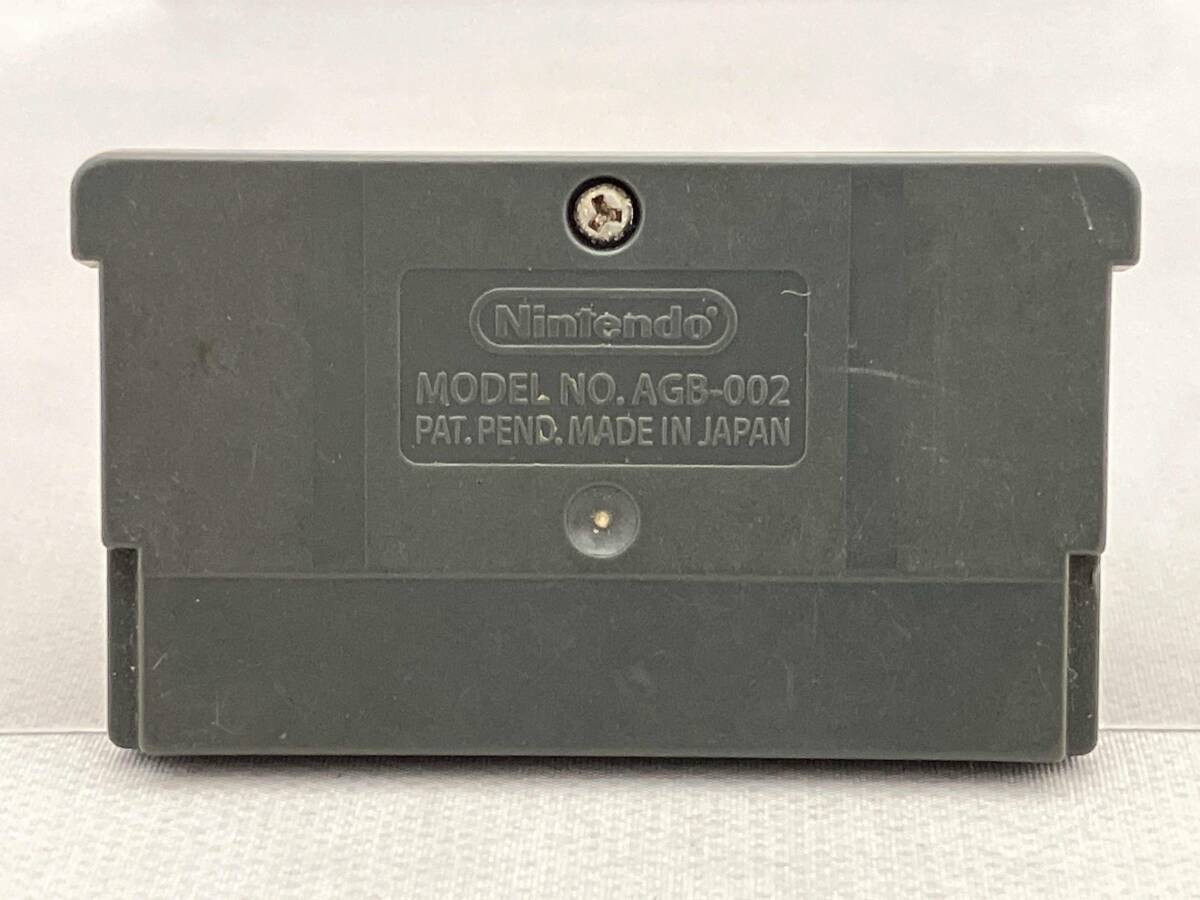 Nintendo
MODEL NO. AGB-002
PAT. PEND. MADE IN JAPAN